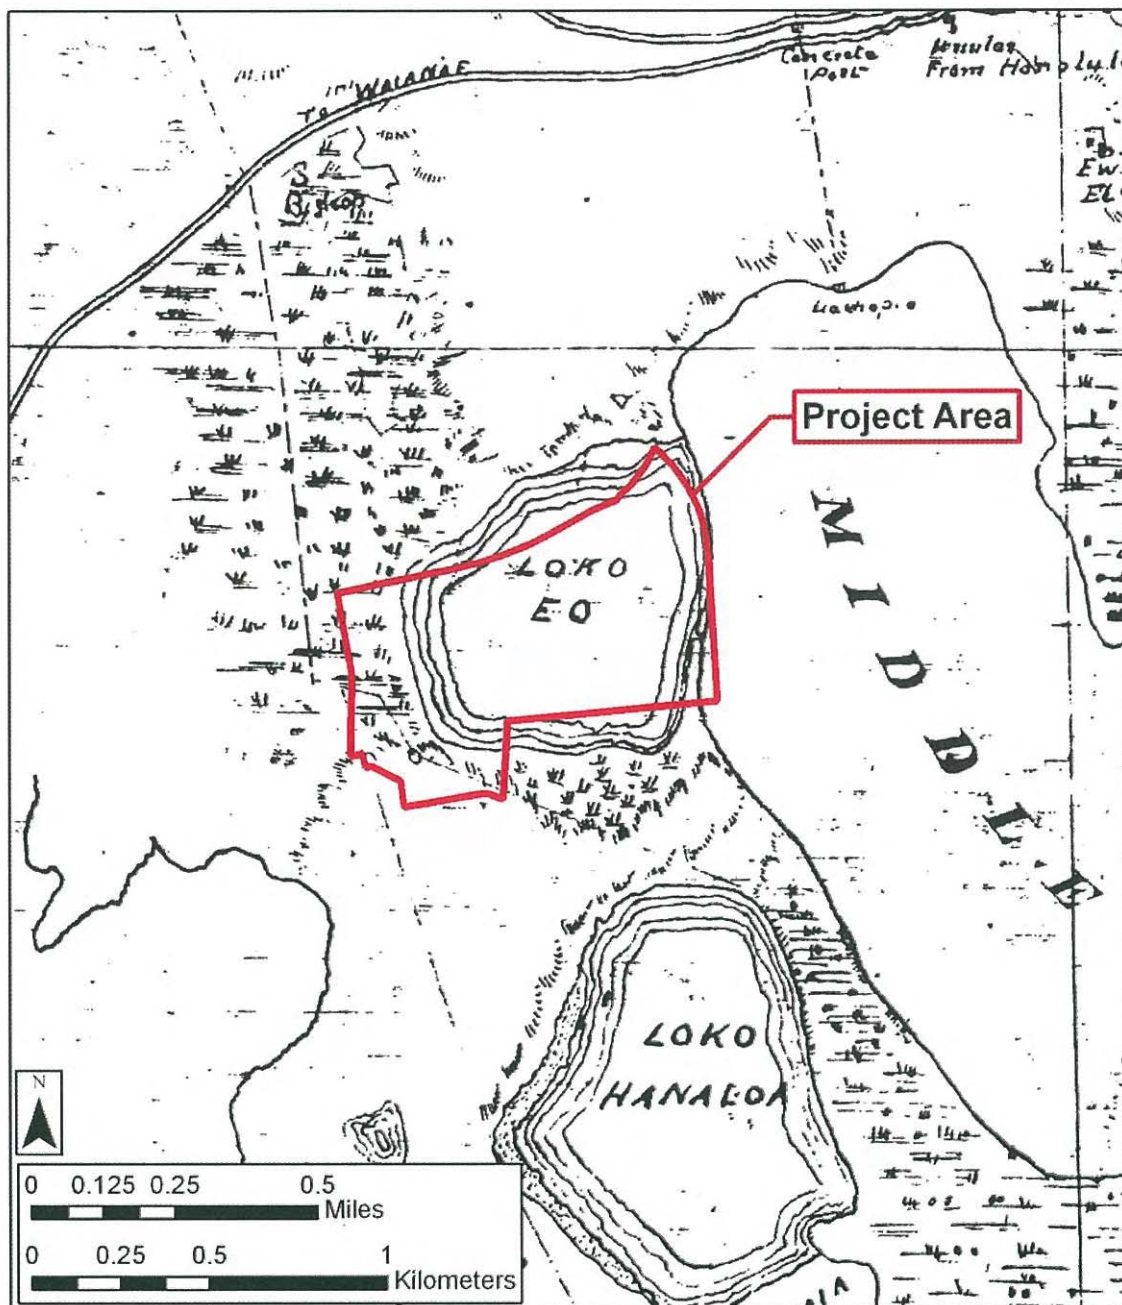 To WAIANAE
Concrete
Post
From Honolulu
S
Bishop
Project Area
LOKO
EO
MIDDLE
LOKO
HANALOA
N
0 0.125 0.25 0.5
Miles
0 0.25 0.5 1
Kilometers